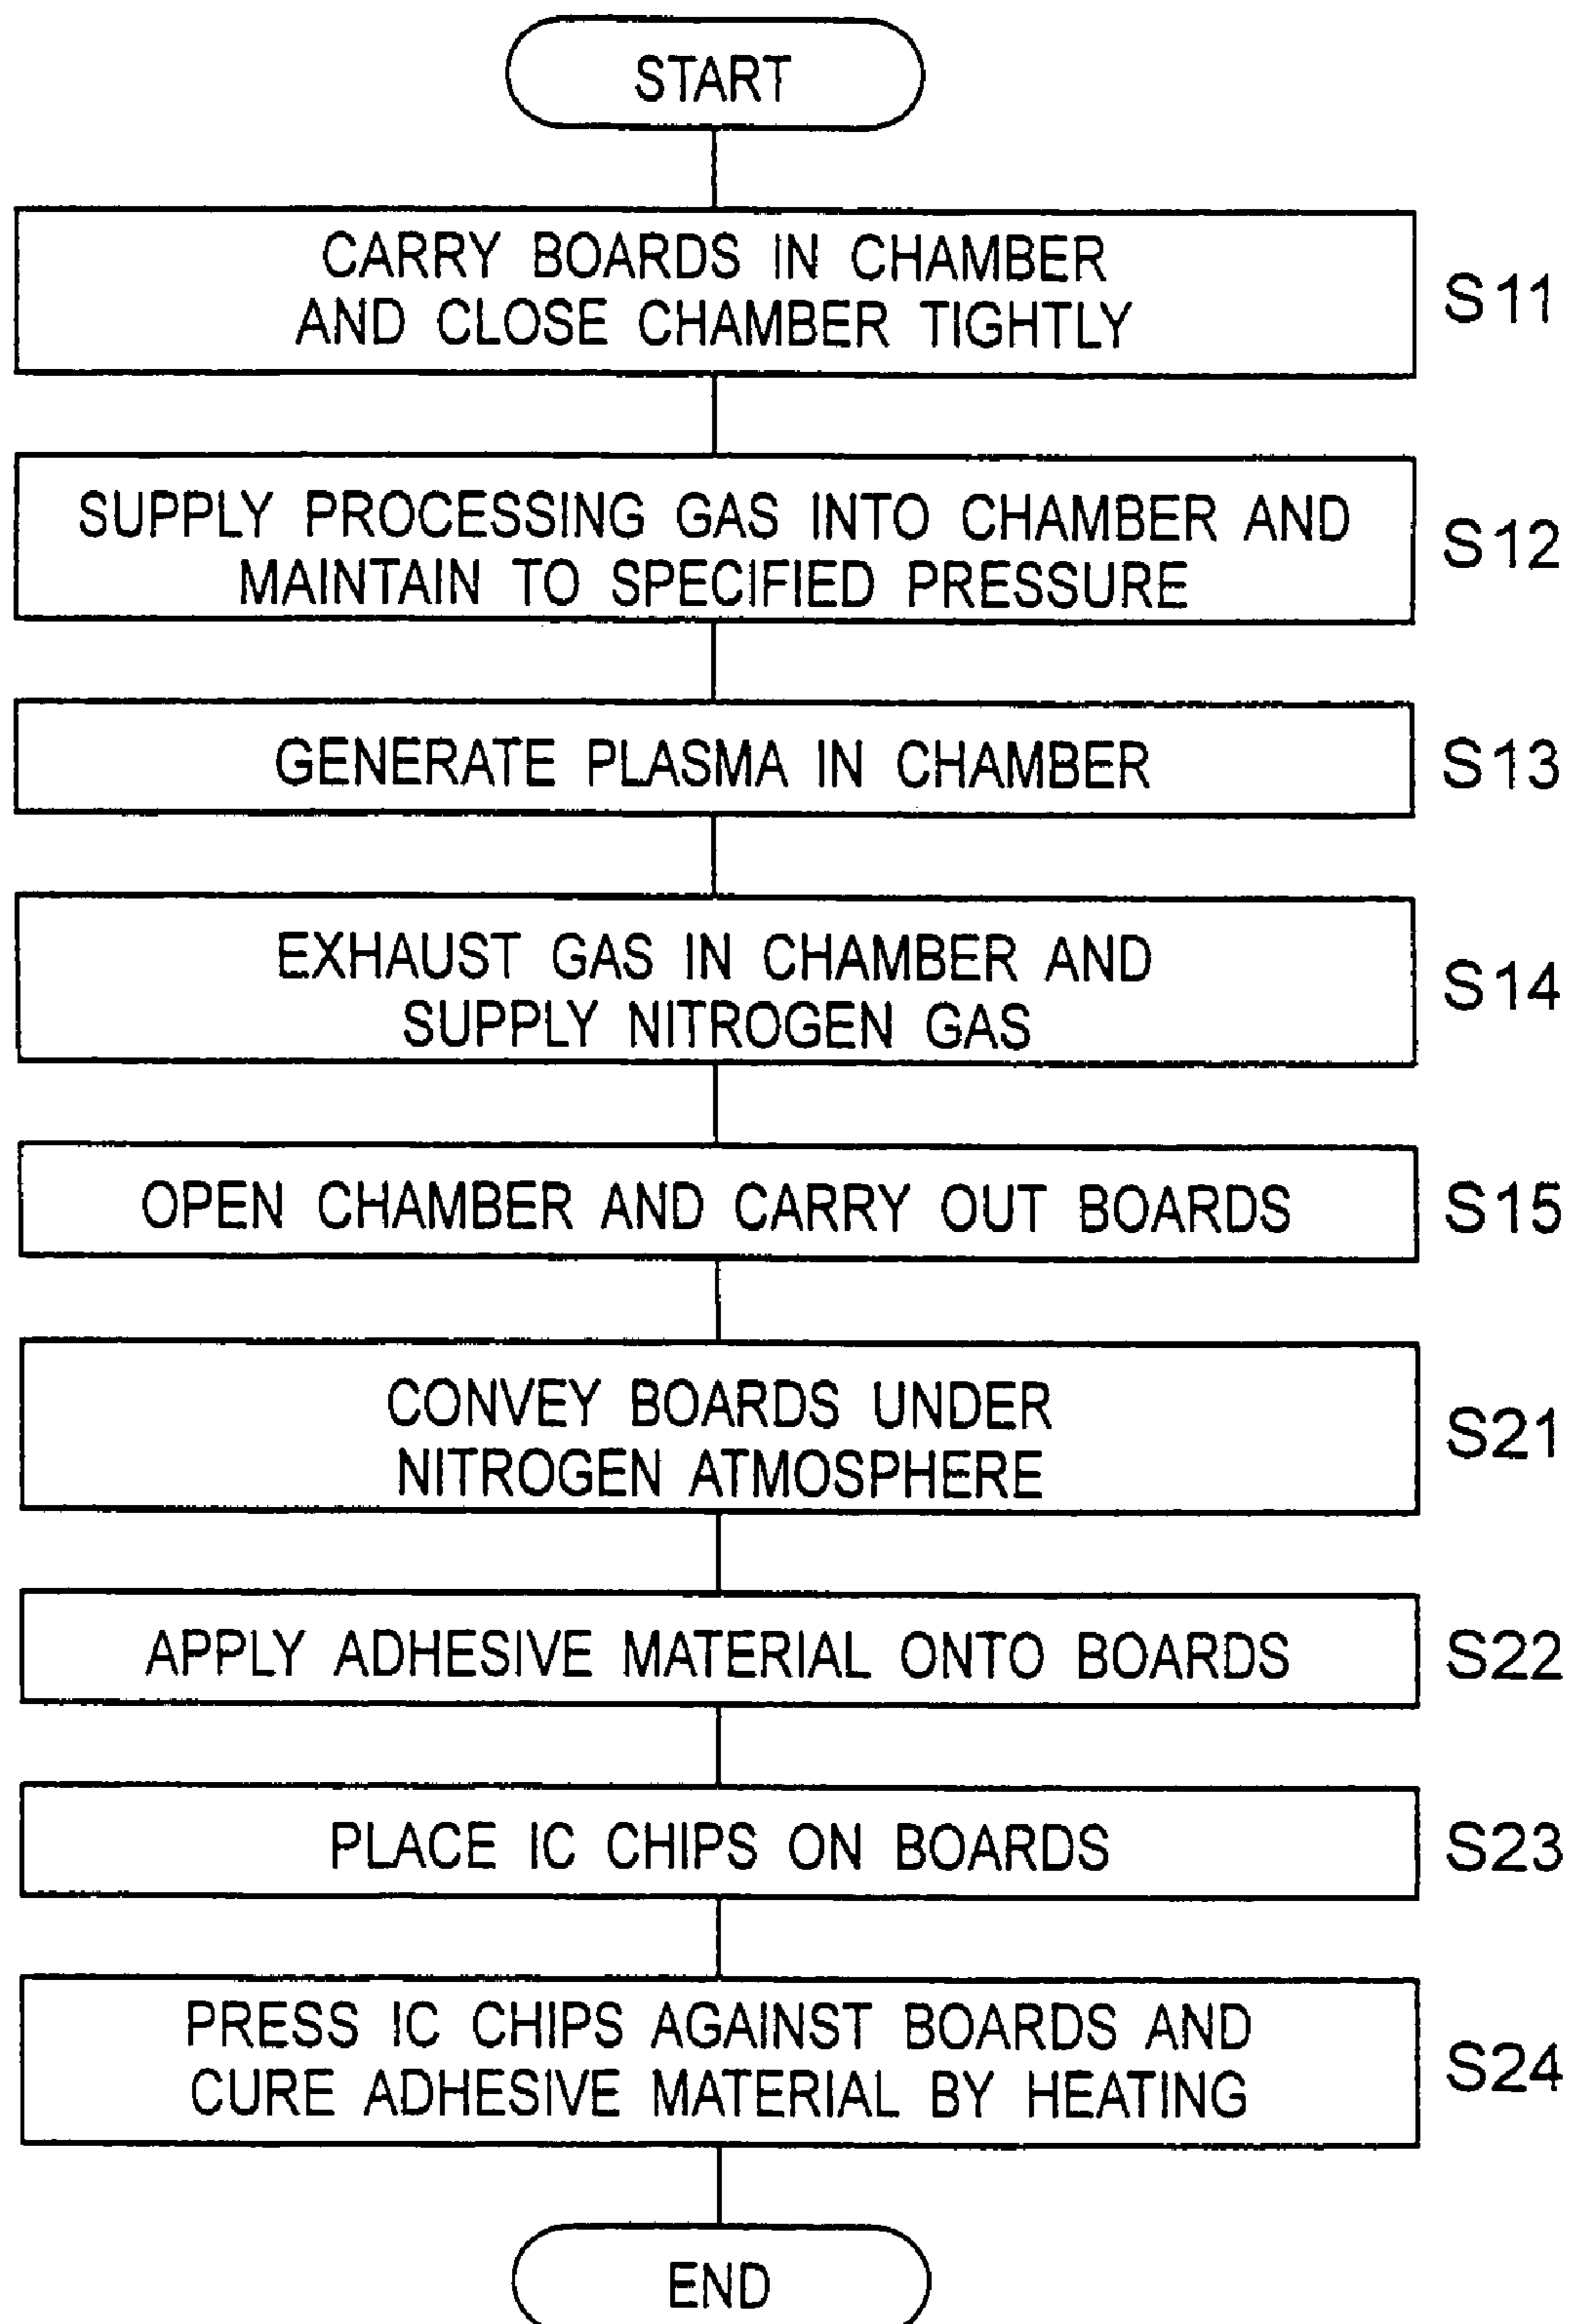 START
CARRY BOARDS IN CHAMBER
AND CLOSE CHAMBER TIGHTLY
S11
SUPPLY PROCESSING GAS INTO CHAMBER AND
MAINTAIN TO SPECIFIED PRESSURE
S12
GENERATE PLASMA IN CHAMBER
S13
EXHAUST GAS IN CHAMBER AND
SUPPLY NITROGEN GAS
S14
OPEN CHAMBER AND CARRY OUT BOARDS
S15
CONVEY BOARDS UNDER
NITROGEN ATMOSPHERE
S21
APPLY ADHESIVE MATERIAL ONTO BOARDS
S22
PLACE IC CHIPS ON BOARDS
S23
PRESS IC CHIPS AGAINST BOARDS AND
CURE ADHESIVE MATERIAL BY HEATING
S24
END